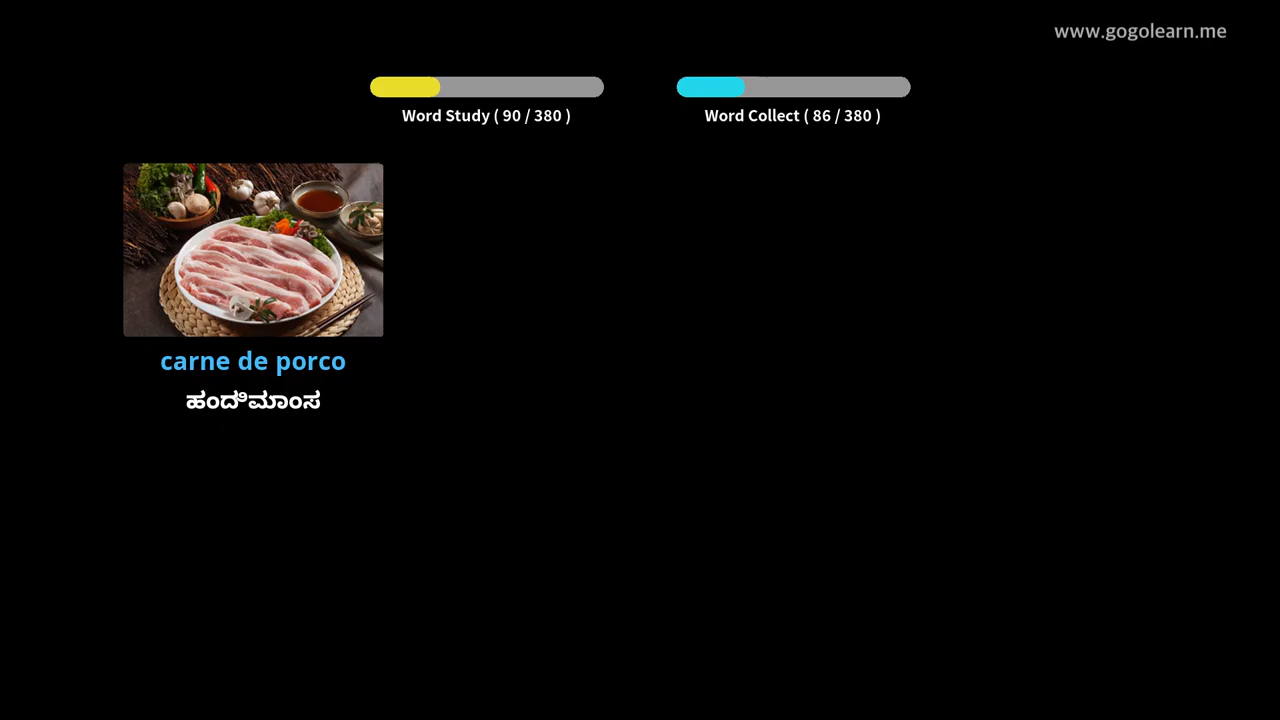 www.gogolearn.me
Word Study ( 90 / 380 )
Word Collect ( 86 / 380 )
carne de porco
ಹಂದಿಮಾಂಸ